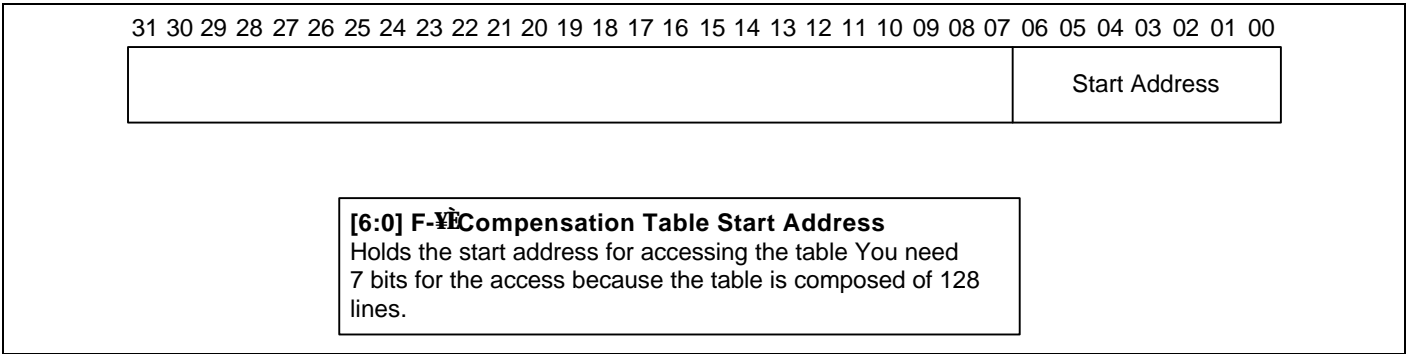 31 30 29 28 27 26 25 24 23 22 21 20 19 18 17 16 15 14 13 12 11 10 09 08 07 06 05 04 03 02 01 00
Start Address
[6:0] F-¥ÈCompensation Table Start Address
Holds the start address for accessing the table You need
7 bits for the access because the table is composed of 128
lines.